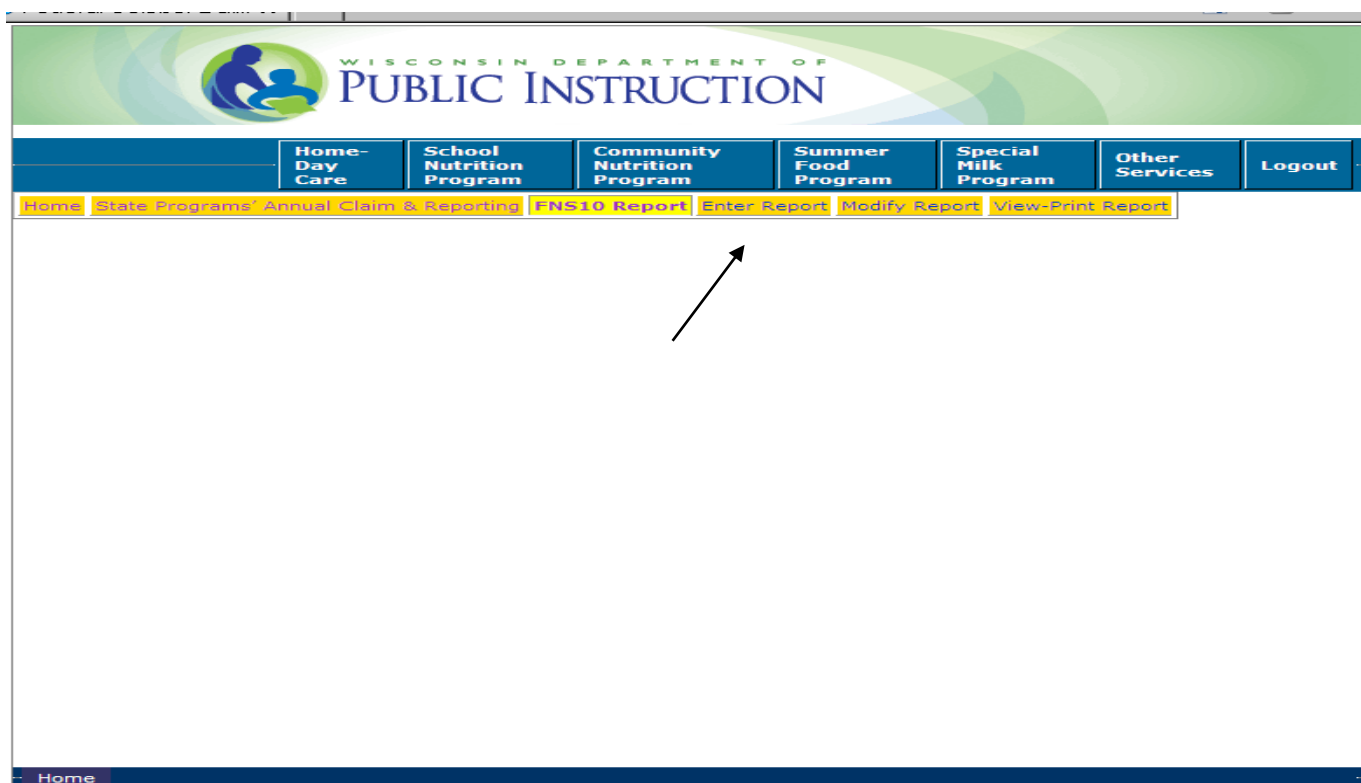 WISCONSIN DEPARTMENT OF
PUBLIC INSTRUCTION
Home-
Day
Care
School
Nutrition
Program
Community
Nutrition
Program
Summer
Food
Program
Special
Milk
Program
Other
Services
Logout
Home State Programs' Annual Claim & Reporting FNS10 Report Enter Report Modify Report View-Print Report
Home